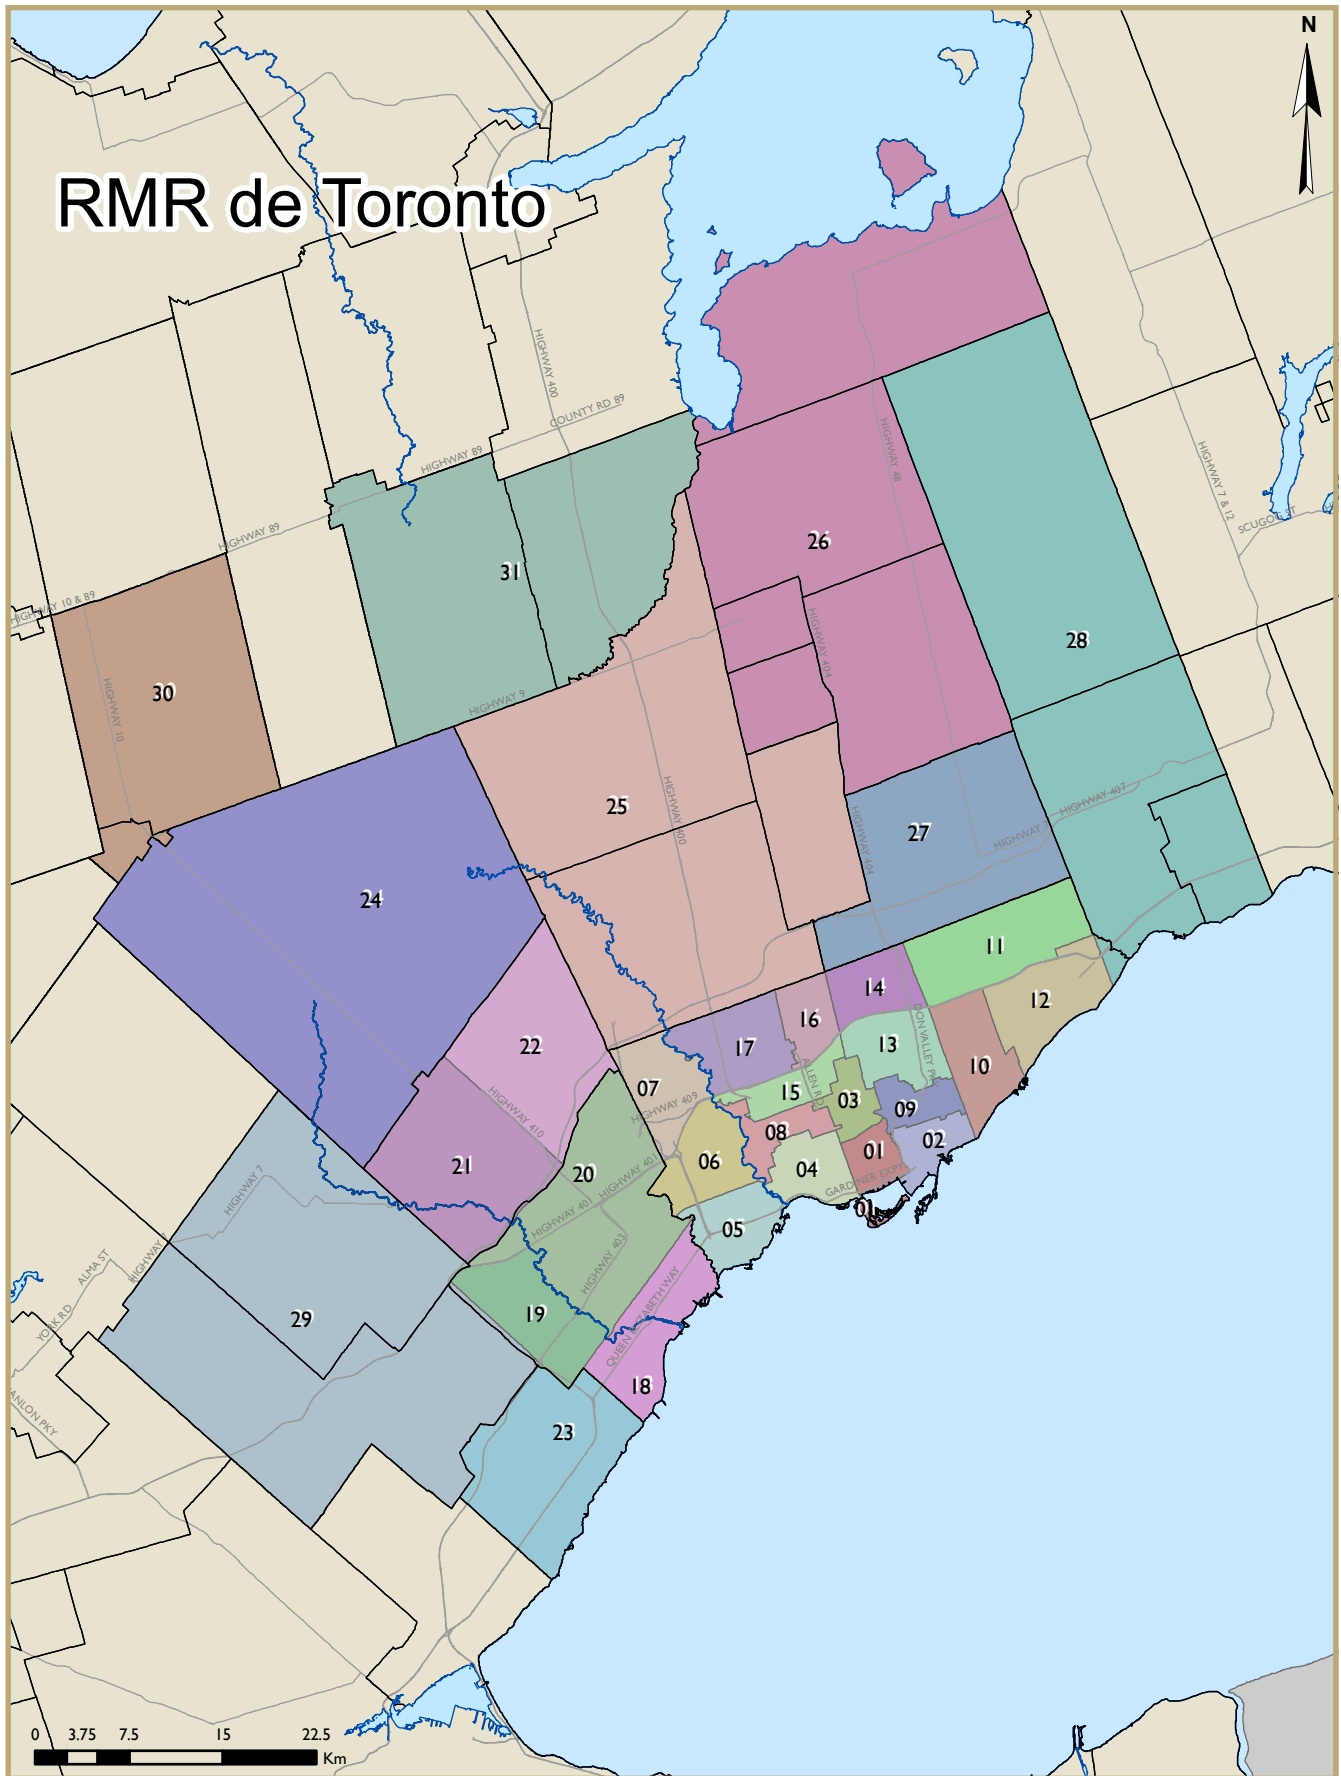 N
RMR de Toronto
HIGHWAY 400
COUNTY RD 89
HIGHWAY 89
HIGHWAY 48
HIGHWAY 7 & 12
SCUGOG ST
HIGHWAY 89
26
31
HIGHWAY 10 & 89
HIGHWAY 404
28
30
HIGHWAY 10
HIGHWAY 9
25
HIGHWAY 400
HIGHWAY 407
27
HIGHWAY 404
HIGHWAY 7
24
11
14
12
16
22
17
13
DON VALLEY PKY
10
07
ALLEN RD
15
03
HIGHWAY 410
HIGHWAY 409
09
08
02
01
06
21
20
04
HIGHWAY 401
HIGHWAY 7
GARDINER EXPY
01
05
HIGHWAY 401
HIGHWAY 7
ALMA ST
HIGHWAY 403
YORK RD
29
19
QUEEN ELIZABETH WAY
18
HANLON PKY
23
0 3.75 7.5 15 22.5
Km